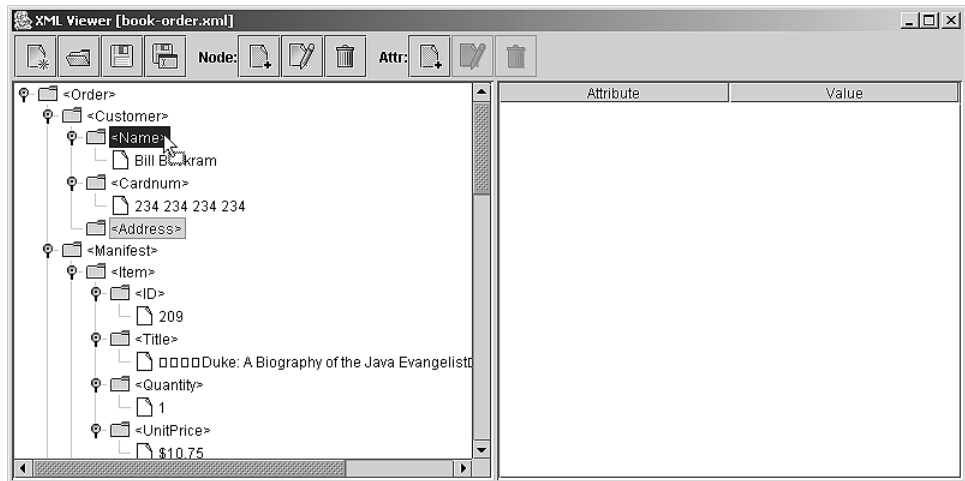 XML Viewer [book-order.xml]
Node: Attr:
<Order>
<Customer>
<Name>
Bill
<Cardnum>
234 234 234 234
<Address>
<Manifest>
<Item>
<ID>
209
<Title>
□□□□Duke: A Biography of the Java Evangelist
<Quantity>
1
<UnitPrice>
$10.75
Attribute Value